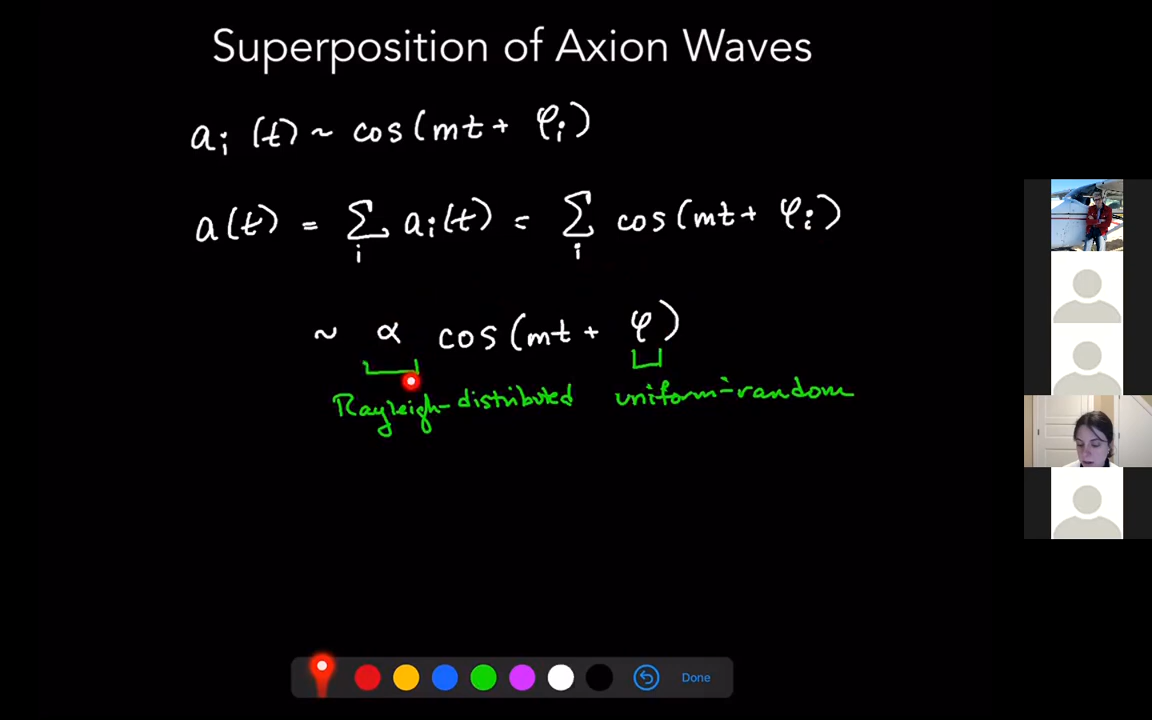 Superposition of Axion Waves
aᵢ(t) ~ cos(mt + φᵢ)
a(t) = Σᵢ aᵢ(t) = Σᵢ cos(mt + φᵢ)
~ α cos(mt + φ)
Rayleigh-distributed uniform-random
Done